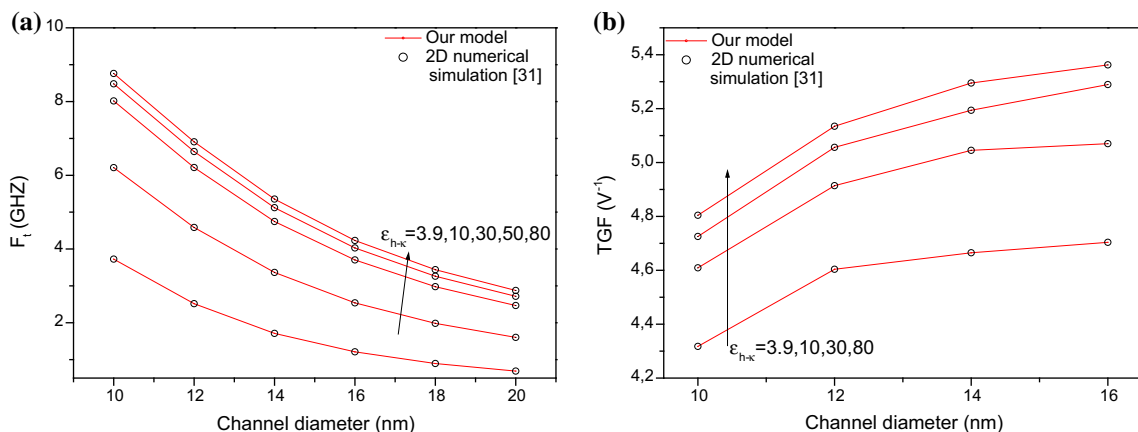 (a)
10
8
6
4
2
F_t (GHZ)
Our model
2D numerical
simulation [31]
ε_h-κ=3.9,10,30,50,80
10 12 14 16 18 20
Channel diameter (nm)
(b)
5,4
5,2
5,0
4,8
4,6
4,4
4,2
TGF (V⁻¹)
Our model
2D numerical
simulation [31]
ε_h-κ=3.9,10,30,80
10 12 14 16
Channel diameter (nm)